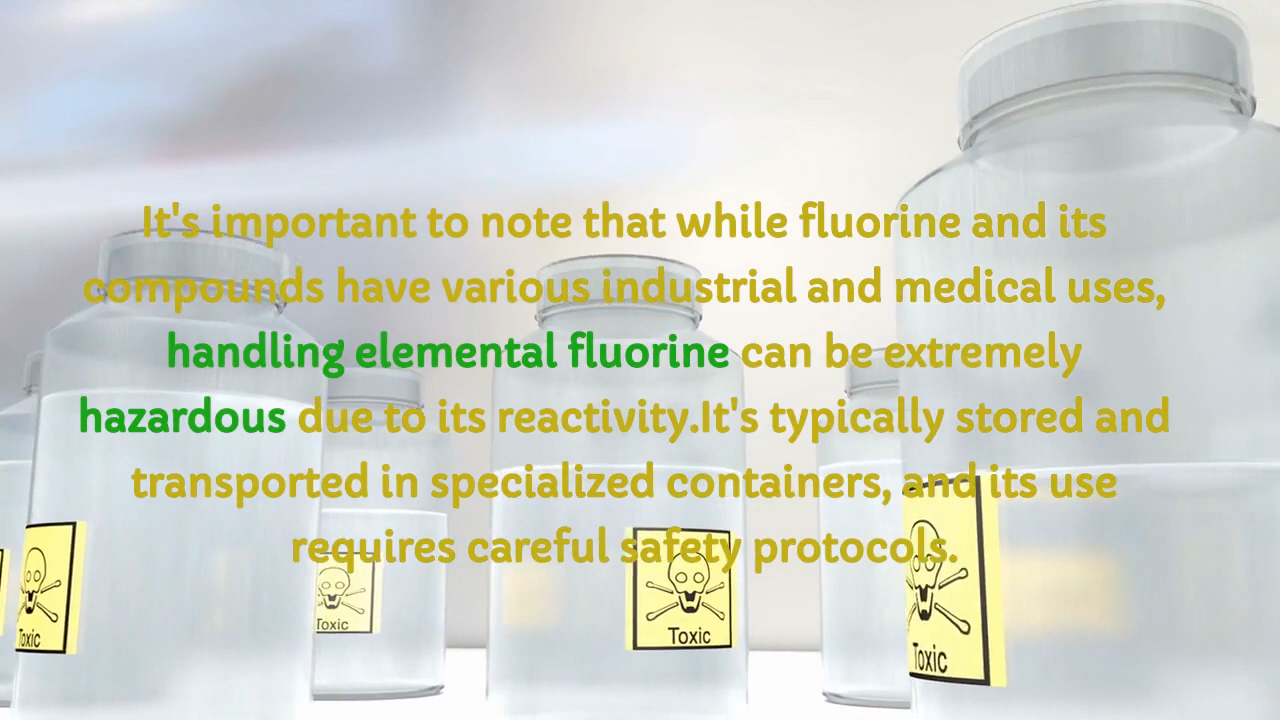 It's important to note that while fluorine and its
compounds have various industrial and medical uses,
handling elemental fluorine can be extremely
hazardous due to its reactivity.It's typically stored and
transported in specialized containers, and its use
requires careful safety protocols.
Toxic
Toxic
Toxic
Toxic